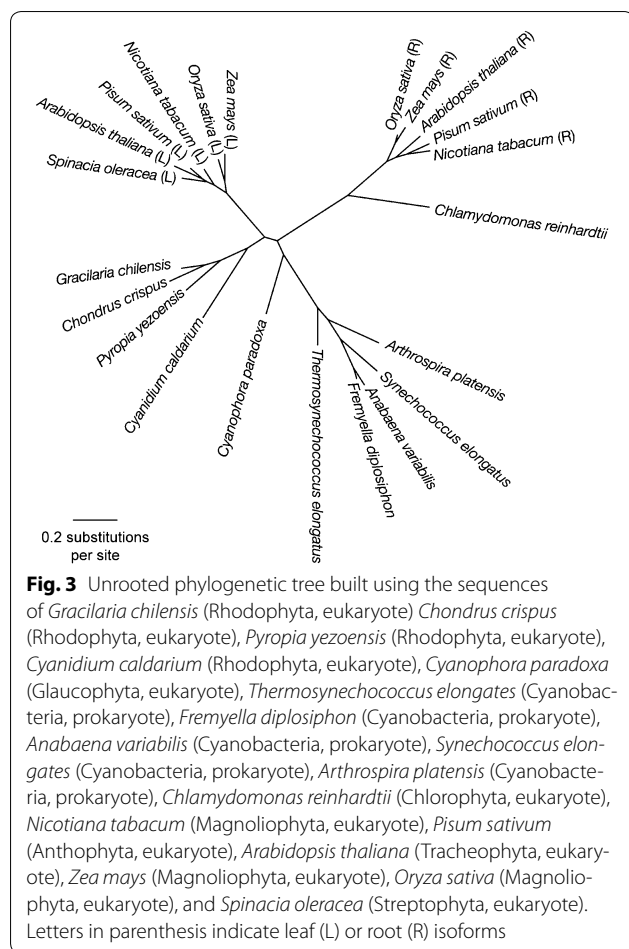 Nicotiana tabacum (L)
Oryza sativa (L)
Zea mays (L)
Pisum sativum (L)
Arabidopsis thaliana (L)
Spinacia oleracea (L)
Oryza sativa (R)
Zea mays (R)
Arabidopsis thaliana (R)
Pisum sativum (R)
Nicotiana tabacum (R)
Chlamydomonas reinhardtii
Gracilaria chilensis
Chondrus crispus
Pyropia yezoensis
Cyanidium caldarium
Cyanophora paradoxa
Thermosynechococcus elongatus
Fremyella diplosiphon
Anabaena variabilis
Synechococcus elongatus
Arthrospira platensis
0.2 substitutions
per site
Fig. 3 Unrooted phylogenetic tree built using the sequences
of Gracilaria chilensis (Rhodophyta, eukaryote) Chondrus crispus
(Rhodophyta, eukaryote), Pyropia yezoensis (Rhodophyta, eukaryote),
Cyanidium caldarium (Rhodophyta, eukaryote), Cyanophora paradoxa
(Glaucophyta, eukaryote), Thermosynechococcus elongates (Cyanobac-
teria, prokaryote), Fremyella diplosiphon (Cyanobacteria, prokaryote),
Anabaena variabilis (Cyanobacteria, prokaryote), Synechococcus elon-
gates (Cyanobacteria, prokaryote), Arthrospira platensis (Cyanobacte-
ria, prokaryote), Chlamydomonas reinhardtii (Chlorophyta, eukaryote),
Nicotiana tabacum (Magnoliophyta, eukaryote), Pisum sativum
(Anthophyta, eukaryote), Arabidopsis thaliana (Tracheophyta, eukary-
ote), Zea mays (Magnoliophyta, eukaryote), Oryza sativa (Magnolio-
phyta, eukaryote), and Spinacia oleracea (Streptophyta, eukaryote).
Letters in parenthesis indicate leaf (L) or root (R) isoforms